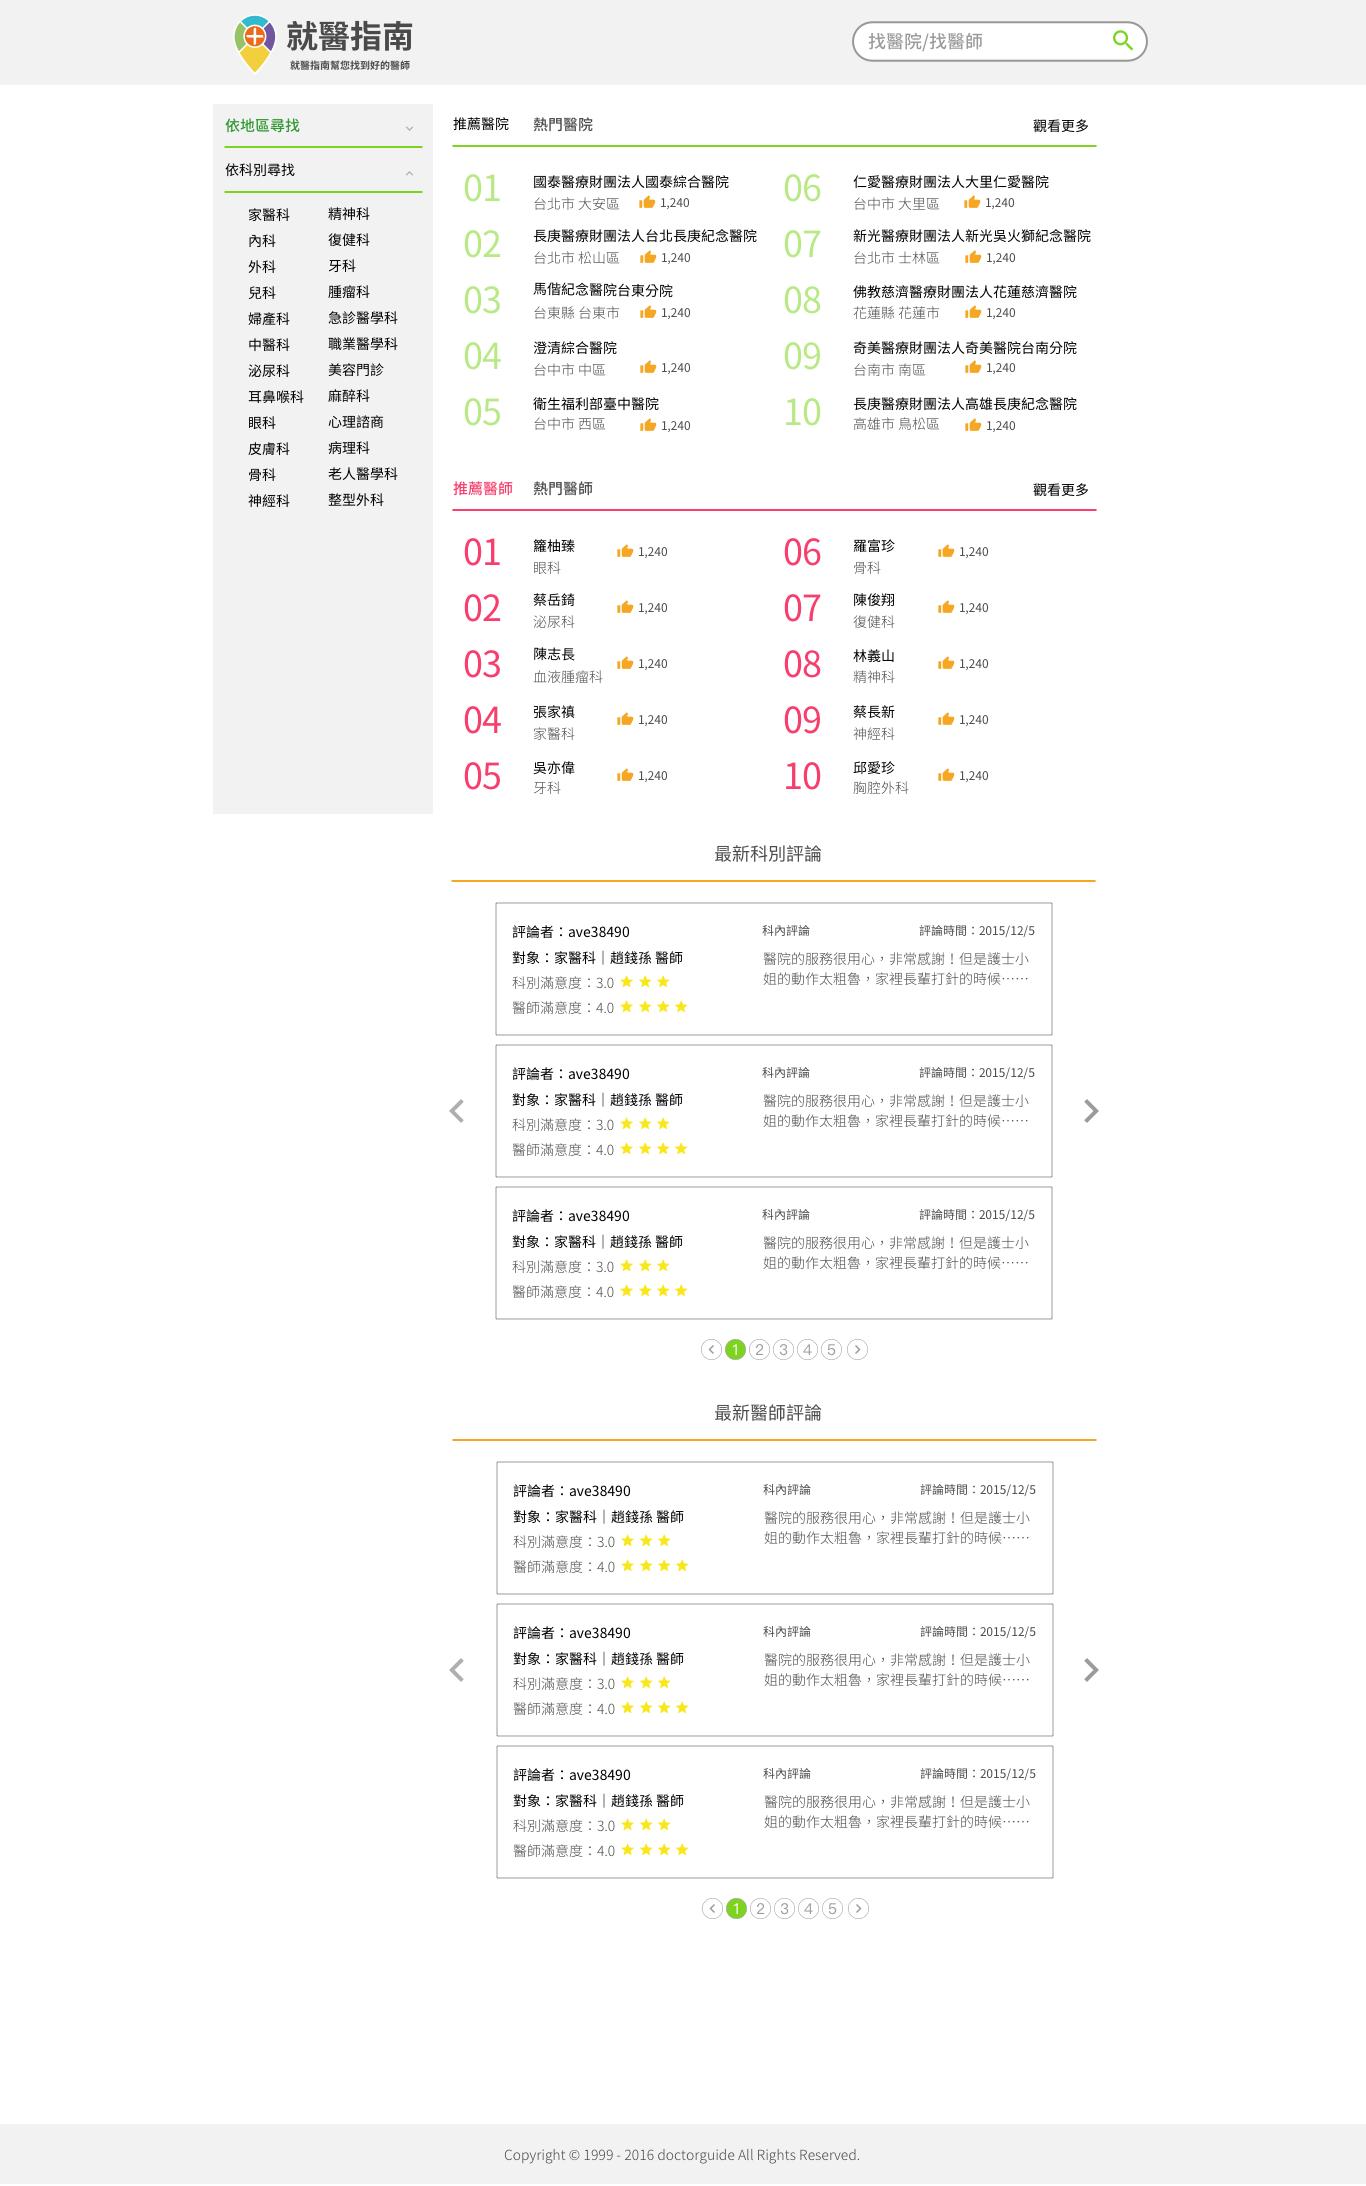 就醫指南
就醫指南幫您找到好的醫師
找醫院/找醫師
依地區尋找
依科別尋找
家醫科 精神科
內科 復健科
外科 牙科
兒科 腫瘤科
婦產科 急診醫學科
中醫科 職業醫學科
泌尿科 美容門診
耳鼻喉科 麻醉科
眼科 心理諮商
皮膚科 病理科
骨科 老人醫學科
神經科 整型外科
推薦醫院 熱門醫院 觀看更多
01 國泰醫療財團法人國泰綜合醫院
台北市 大安區 1,240
02 長庚醫療財團法人台北長庚紀念醫院
台北市 松山區 1,240
03 馬偕紀念醫院台東分院
台東縣 台東市 1,240
04 澄清綜合醫院
台中市 中區 1,240
05 衛生福利部臺中醫院
台中市 西區 1,240
06 仁愛醫療財團法人大里仁愛醫院
台中市 大里區 1,240
07 新光醫療財團法人新光吳火獅紀念醫院
台北市 士林區 1,240
08 佛教慈濟醫療財團法人花蓮慈濟醫院
花蓮縣 花蓮市 1,240
09 奇美醫療財團法人奇美醫院台南分院
台南市 南區 1,240
10 長庚醫療財團法人高雄長庚紀念醫院
高雄市 鳥松區 1,240
推薦醫師 熱門醫師 觀看更多
01 籮柚臻 1,240
眼科
02 蔡岳錡 1,240
泌尿科
03 陳志長 1,240
血液腫瘤科
04 張家禛 1,240
家醫科
05 吳亦偉 1,240
牙科
06 羅富珍 1,240
骨科
07 陳俊翔 1,240
復健科
08 林義山 1,240
精神科
09 蔡長新 1,240
神經科
10 邱愛珍 1,240
胸腔外科
最新科別評論
評論者：ave38490
對象：家醫科｜趙錢孫 醫師
科別滿意度：3.0
醫師滿意度：4.0
科內評論 評論時間：2015/12/5
醫院的服務很用心，非常感謝！但是護士小
姐的動作太粗魯，家裡長輩打針的時候⋯⋯
評論者：ave38490
對象：家醫科｜趙錢孫 醫師
科別滿意度：3.0
醫師滿意度：4.0
科內評論 評論時間：2015/12/5
醫院的服務很用心，非常感謝！但是護士小
姐的動作太粗魯，家裡長輩打針的時候⋯⋯
評論者：ave38490
對象：家醫科｜趙錢孫 醫師
科別滿意度：3.0
醫師滿意度：4.0
科內評論 評論時間：2015/12/5
醫院的服務很用心，非常感謝！但是護士小
姐的動作太粗魯，家裡長輩打針的時候⋯⋯
1 2 3 4 5
最新醫師評論
評論者：ave38490
對象：家醫科｜趙錢孫 醫師
科別滿意度：3.0
醫師滿意度：4.0
科內評論 評論時間：2015/12/5
醫院的服務很用心，非常感謝！但是護士小
姐的動作太粗魯，家裡長輩打針的時候⋯⋯
評論者：ave38490
對象：家醫科｜趙錢孫 醫師
科別滿意度：3.0
醫師滿意度：4.0
科內評論 評論時間：2015/12/5
醫院的服務很用心，非常感謝！但是護士小
姐的動作太粗魯，家裡長輩打針的時候⋯⋯
評論者：ave38490
對象：家醫科｜趙錢孫 醫師
科別滿意度：3.0
醫師滿意度：4.0
科內評論 評論時間：2015/12/5
醫院的服務很用心，非常感謝！但是護士小
姐的動作太粗魯，家裡長輩打針的時候⋯⋯
1 2 3 4 5
Copyright © 1999 - 2016 doctorguide All Rights Reserved.